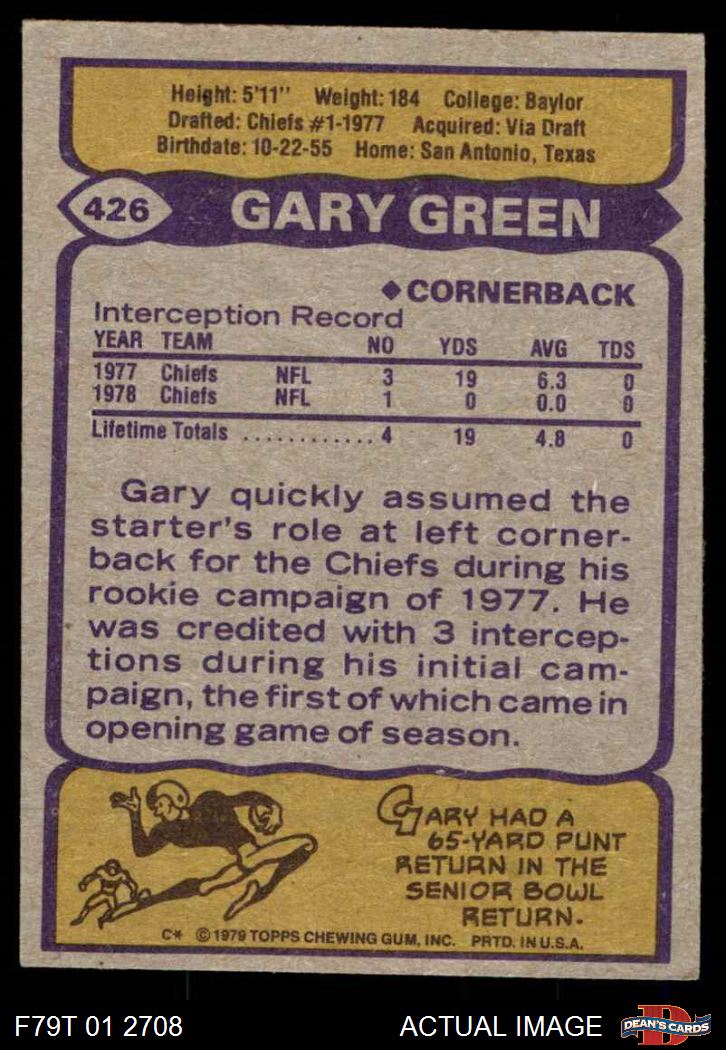 Height: 5'11" Weight: 184 College: Baylor
Drafted: Chiefs #1-1977 Acquired: Via Draft
Birthdate: 10-22-55 Home: San Antonio, Texas
426 GARY GREEN
◆CORNERBACK
Interception Record
YEAR TEAM NO YDS AVG TDS
1977 Chiefs NFL 3 19 6.3 0
1978 Chiefs NFL 1 0 0.0 0
Lifetime Totals ............ 4 19 4.8 0
Gary quickly assumed the
starter's role at left corner-
back for the Chiefs during his
rookie campaign of 1977. He
was credited with 3 intercep-
tions during his initial cam-
paign, the first of which came in
opening game of season.
GARY HAD A
65-YARD PUNT
RETURN IN THE
SENIOR BOWL
RETURN.
C* © 1979 TOPPS CHEWING GUM, INC. PRTD. IN U.S.A.
F79T 01 2708 ACTUAL IMAGE D DEAN'S CARDS